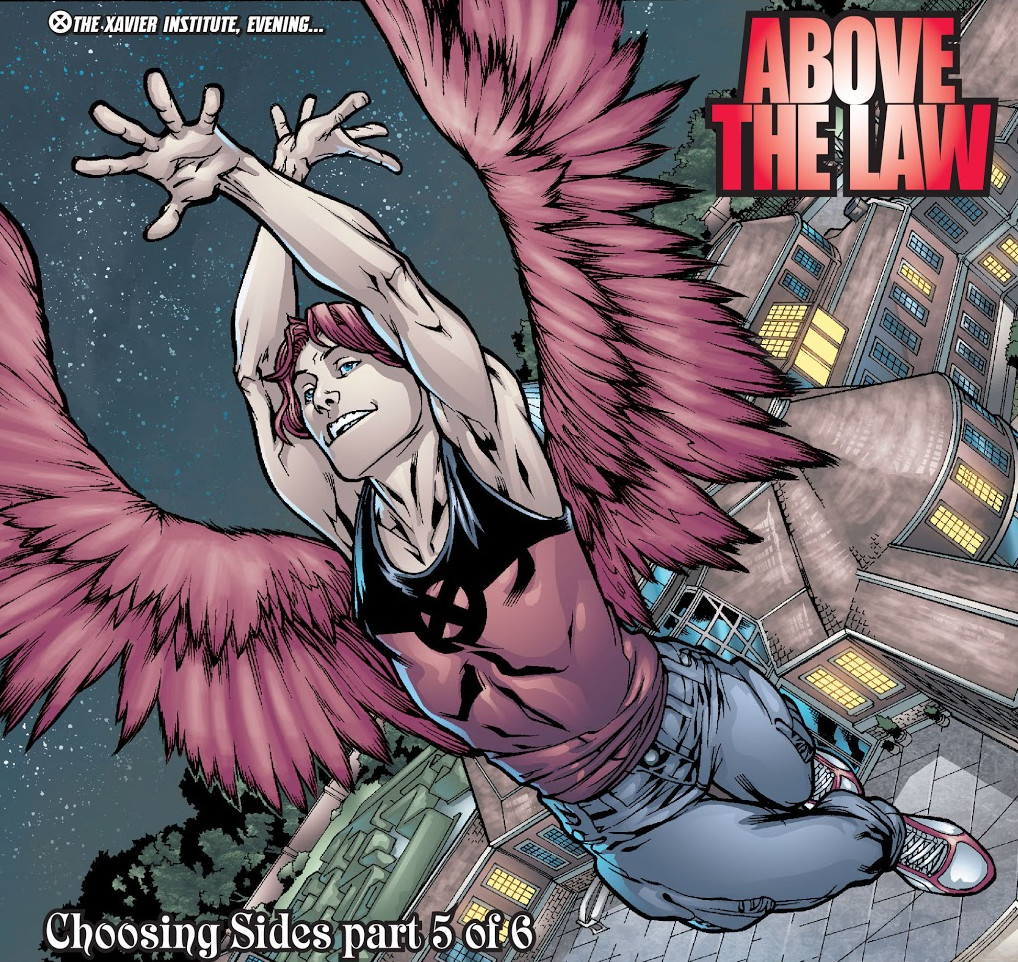 THE XAVIER INSTITUTE, EVENING...
ABOVE
THE LAW
Choosing Sides part 5 of 6